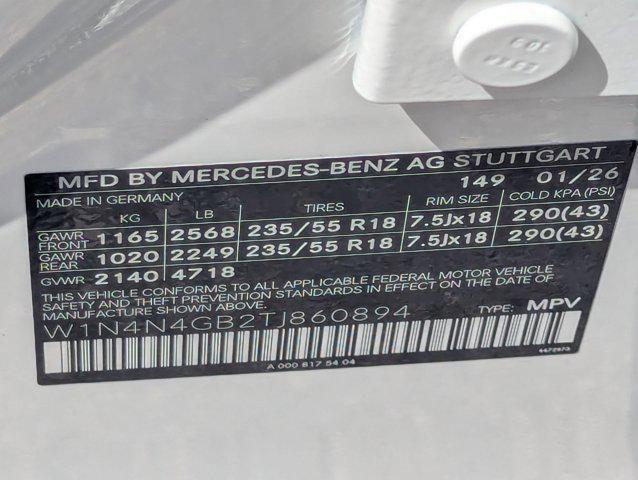 109
MFD BY MERCEDES-BENZ AG STUTTGART
MADE IN GERMANY 149 01/26
KG LB TIRES RIM SIZE COLD KPA (PSI)
GAWR FRONT 1165 2568 235/55 R18 7.5Jx18 290(43)
GAWR REAR 1020 2249 235/55 R18 7.5Jx18 290(43)
GVWR 2140 4718
THIS VEHICLE CONFORMS TO ALL APPLICABLE FEDERAL MOTOR VEHICLE
SAFETY AND THEFT PREVENTION STANDARDS IN EFFECT ON THE
DATE OF MANUFACTURE SHOWN ABOVE.
W1N4N4GB2TJ860894 TYPE: MPV
A 000 817 54 04